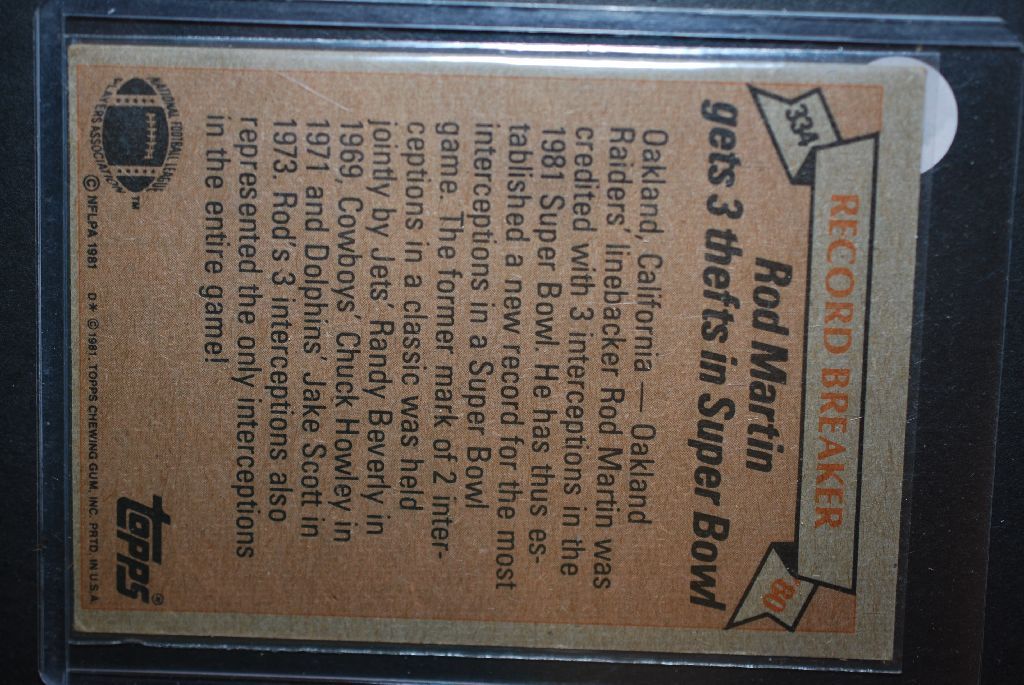 334
RECORD BREAKER
'80
Rod Martin
gets 3 thefts in Super Bowl
Oakland, California — Oakland
Raiders' linebacker Rod Martin was
credited with 3 interceptions in the
1981 Super Bowl. He has thus es-
tablished a new record for the most
interceptions in a Super Bowl
game. The former mark of 2 inter-
ceptions in a classic was held
jointly by Jets' Randy Beverly in
1969, Cowboys' Chuck Howley in
1971 and Dolphins' Jake Scott in
1973. Rod's 3 interceptions also
represented the only interceptions
in the entire game!
NATIONAL FOOTBALL LEAGUE
PLAYERS ASSOCIATION
™
topps®
© NFLPA 1981 D* © 1981. TOPPS CHEWING GUM, INC. PRTD. IN U.S.A.